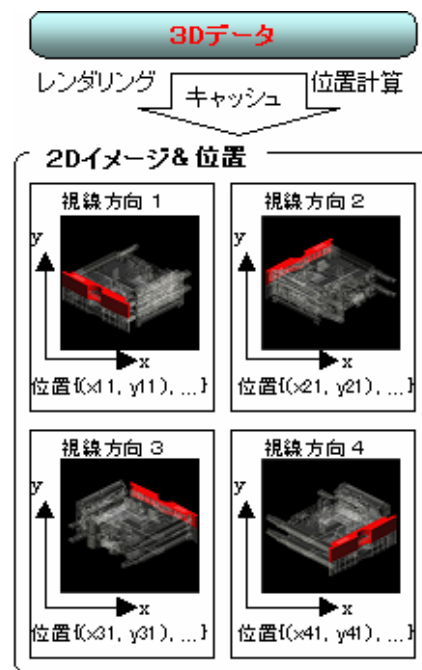 3Dデータ
レンダリング キャッシュ 位置計算
2Dイメージ&位置
視線方向 1
y
x
位置{(x11, y11), ...}
視線方向 2
y
x
位置{(x21, y21), ...}
視線方向 3
y
x
位置{(x31, y31), ...}
視線方向 4
y
x
位置{(x41, y41), ...}